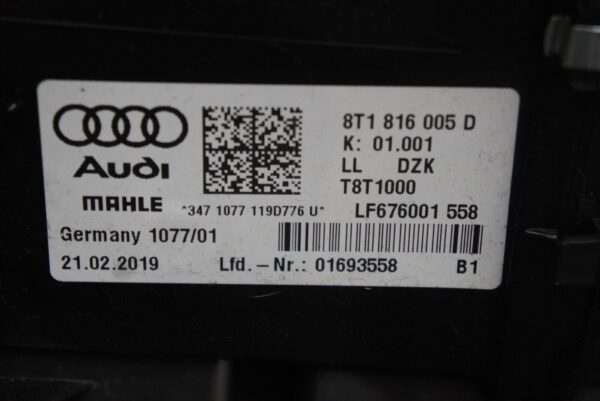 8T1 816 005 D
K: 01.001
Audi
LL DZK
T8T1000
MAHLE
*347 1077 119D776 U*
LF676001 558
Germany 1077/01
21.02.2019
Lfd.-Nr.: 01693558
B1